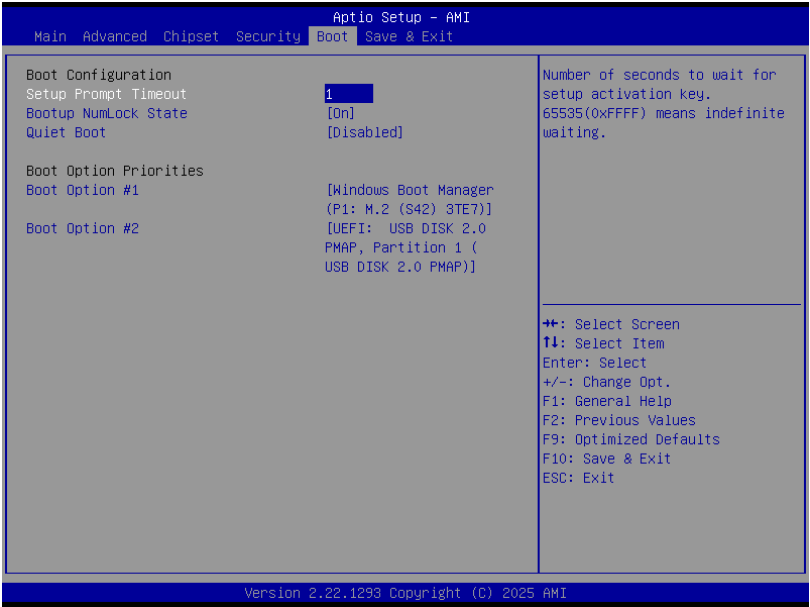 Aptio Setup – AMI
Main Advanced Chipset Security Boot Save & Exit
Boot Configuration
Setup Prompt Timeout 1
Bootup NumLock State [On]
Quiet Boot [Disabled]
Boot Option Priorities
Boot Option #1 [Windows Boot Manager
(P1: M.2 (S42) 3TE7)]
Boot Option #2 [UEFI: USB DISK 2.0
PMAP, Partition 1 (
USB DISK 2.0 PMAP)]
Number of seconds to wait for
setup activation key.
65535(0xFFFF) means indefinite
waiting.
→←: Select Screen
↑↓: Select Item
Enter: Select
+/-: Change Opt.
F1: General Help
F2: Previous Values
F9: Optimized Defaults
F10: Save & Exit
ESC: Exit
Version 2.22.1293 Copyright (C) 2025 AMI